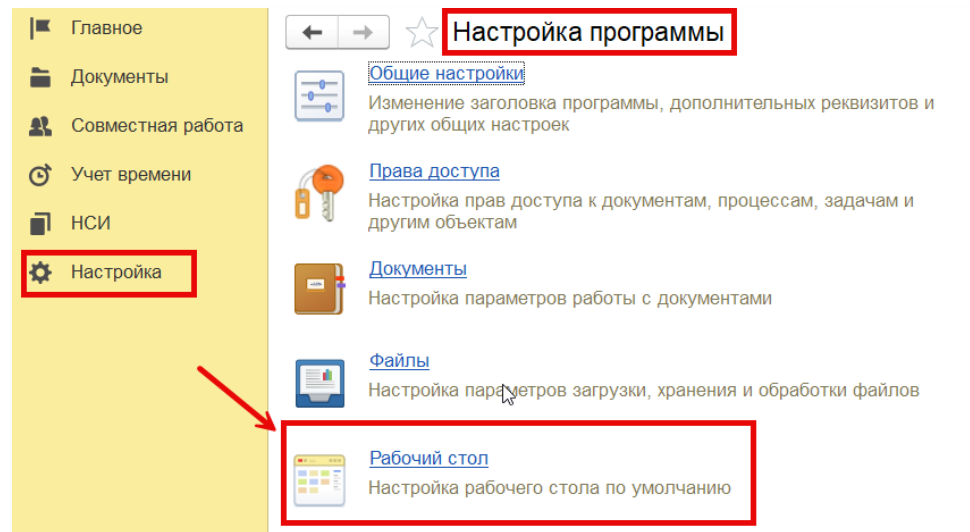 Главное
Документы
Совместная работа
Учет времени
НСИ
Настройка
Настройка программы
Общие настройки
Изменение заголовка программы, дополнительных реквизитов и
других общих настроек
Права доступа
Настройка прав доступа к документам, процессам, задачам и
другим объектам
Документы
Настройка параметров работы с документами
Файлы
Настройка параметров загрузки, хранения и обработки файлов
Рабочий стол
Настройка рабочего стола по умолчанию